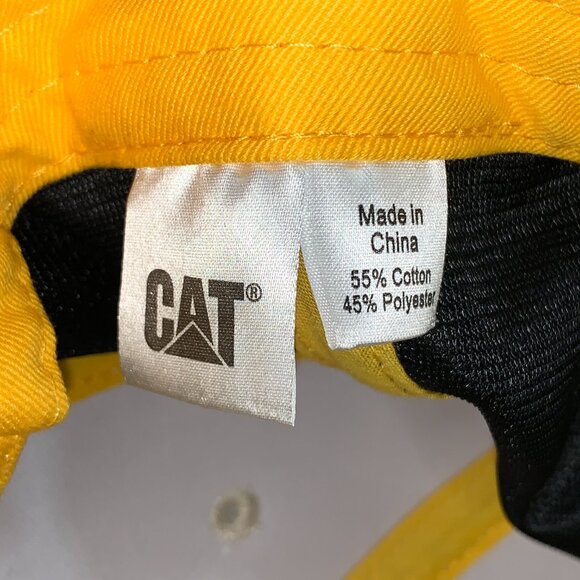 CAT®
Made in
China
55% Cotton
45% Polyester